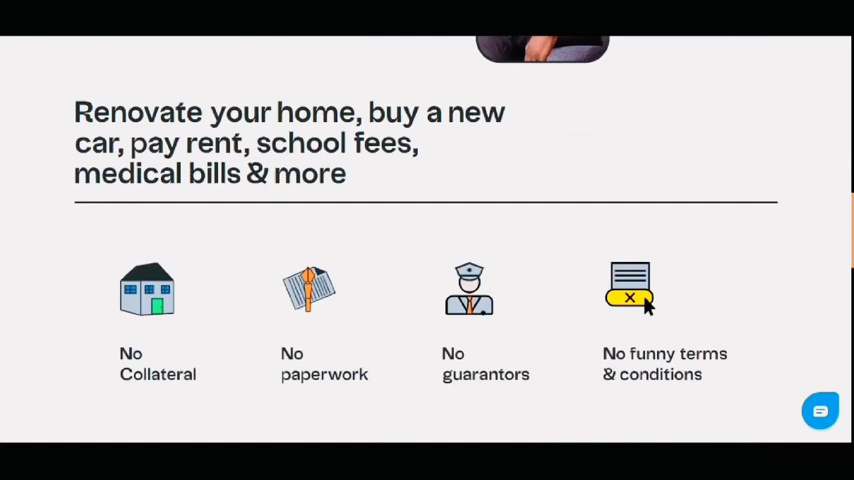 Renovate your home, buy a new
car, pay rent, school fees,
medical bills & more
No
Collateral
No
paperwork
No
guarantors
No funny terms
& conditions